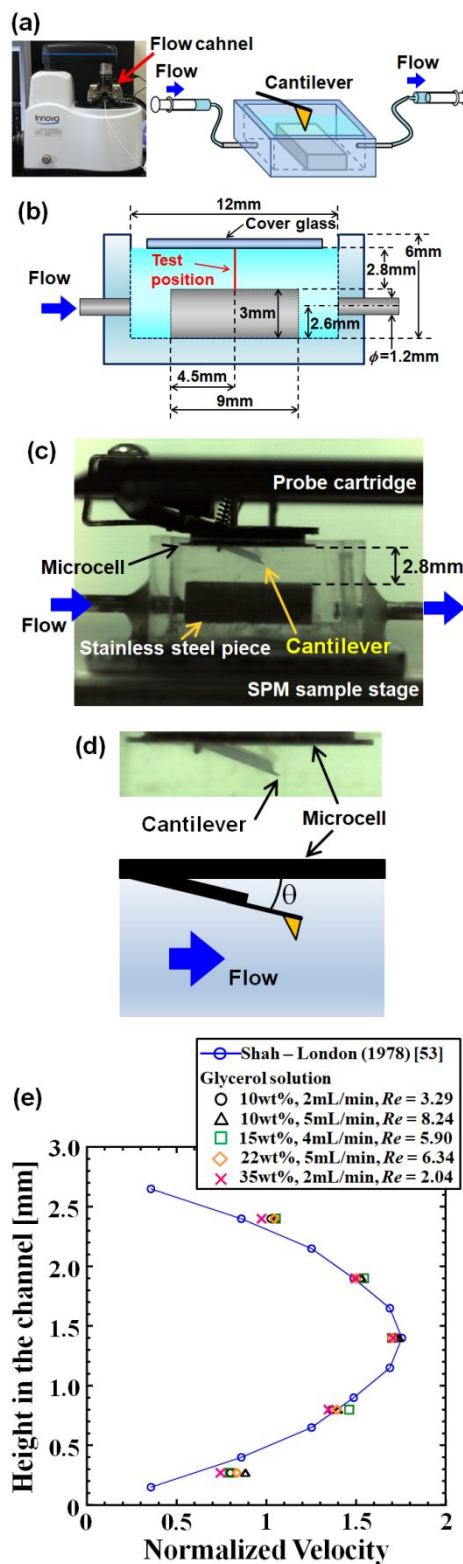 (a)
Flow cahnnel
Innova
Flow
Cantilever
Flow
(b)
12mm
Cover glass
6mm
Test
position
2.8mm
Flow
3mm
2.6mm
ϕ=1.2mm
4.5mm
9mm
(c)
Probe cartridge
Microcell
2.8mm
Flow
Stainless steel piece
Cantilever
SPM sample stage
(d)
Cantilever
Microcell
θ
Flow
(e)
Shah – London (1978) [53]
Glycerol solution
10wt%, 2mL/min, Re = 3.29
10wt%, 5mL/min, Re = 8.24
15wt%, 4mL/min, Re = 5.90
22wt%, 5mL/min, Re = 6.34
35wt%, 2mL/min, Re = 2.04
Height in the channel [mm]
3.0
2.5
2.0
1.5
1.0
0.5
0
0.5
1
1.5
2
Normalized Velocity